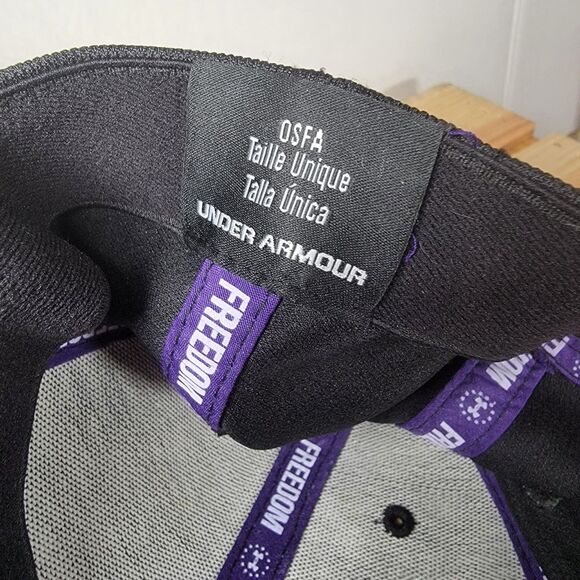 OSFA
Taille Unique
Talla Única
UNDER ARMOUR
FREEDOM
FREEDOM
FREEDOM